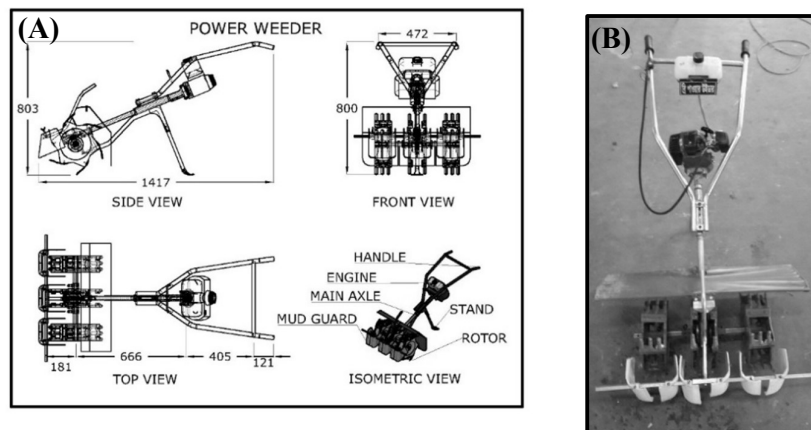 (A)
POWER WEEDER
803
1417
SIDE VIEW
472
800
FRONT VIEW
181
666
405
121
TOP VIEW
HANDLE
ENGINE
MAIN AXLE
STAND
MUD GUARD
ROTOR
ISOMETRIC VIEW
(B)